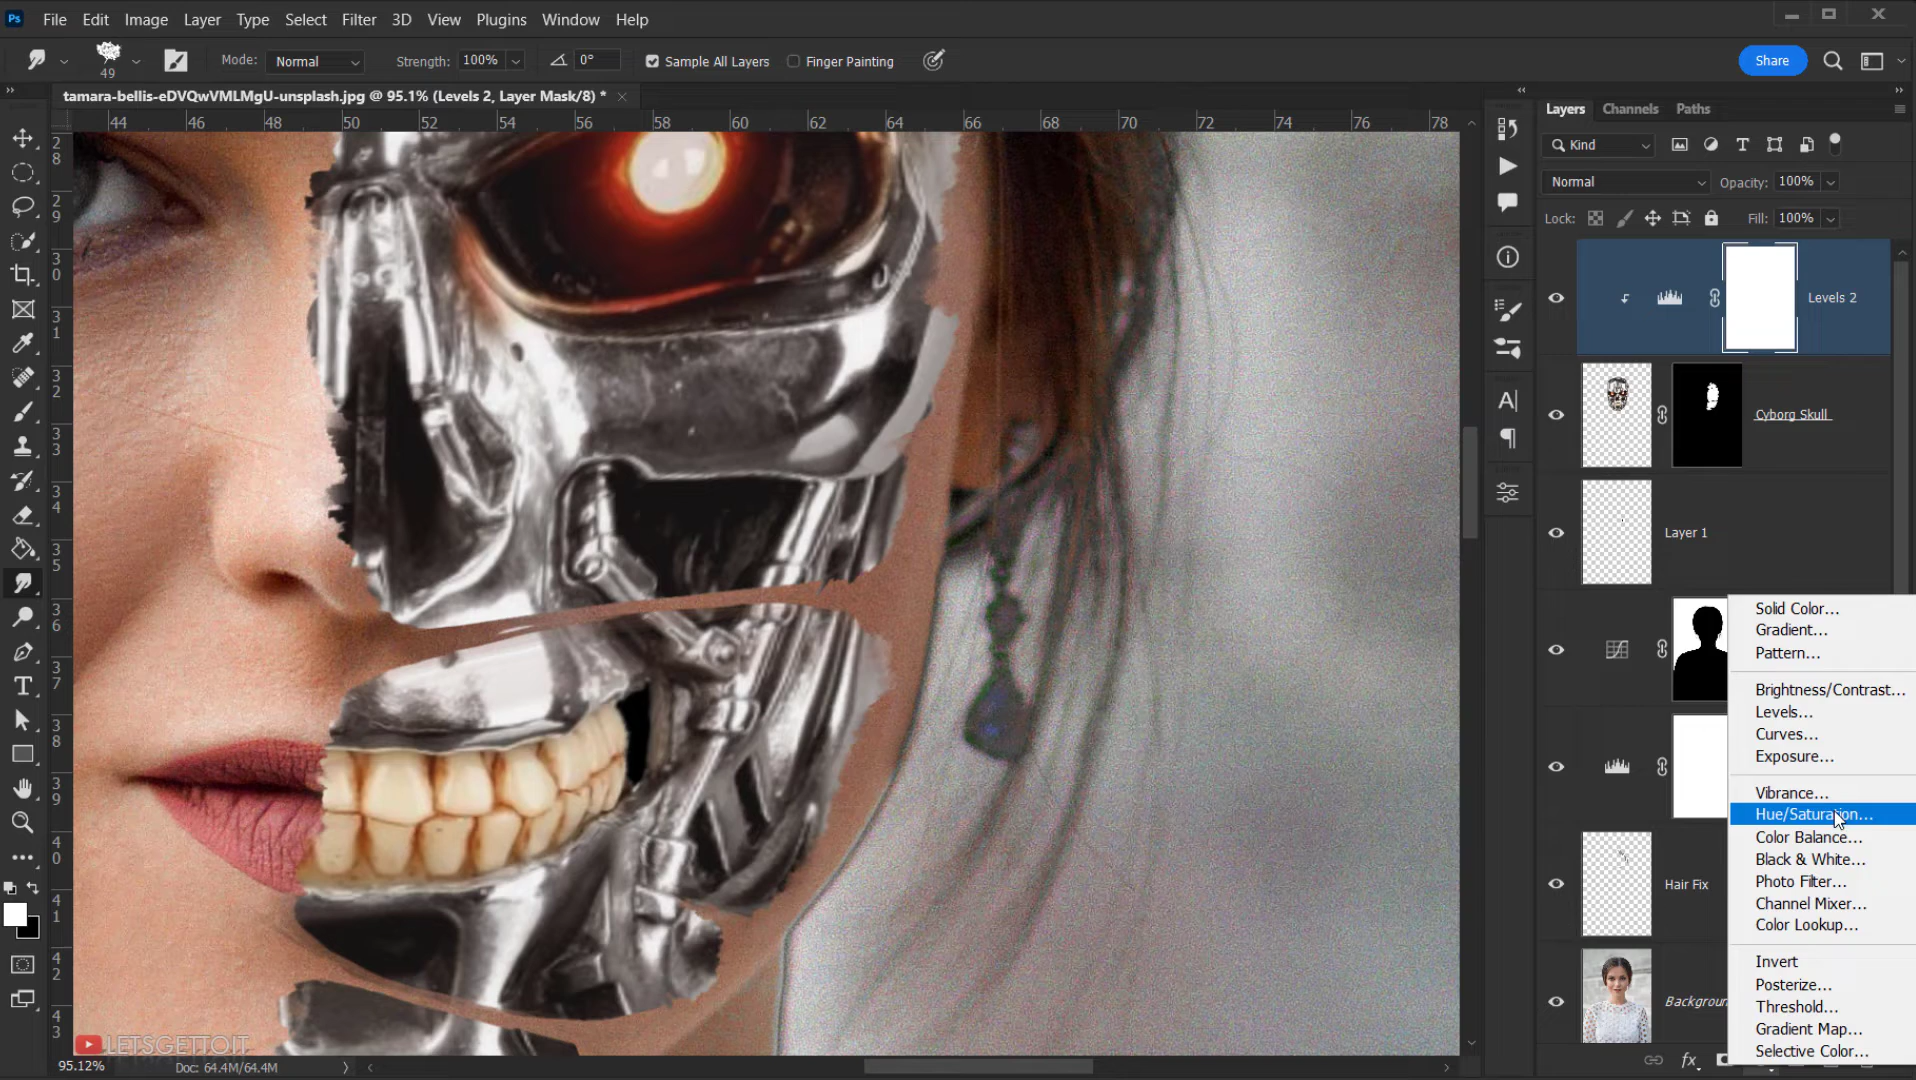 Ps File Edit Image Layer Type Select Filter 3D View Plugins Window Help
49 Mode: Normal Strength: 100% 0° Sample All Layers Finger Painting Share
tamara-bellis-eDVQwVMLMgU-unsplash.jpg @ 95.1% (Levels 2, Layer Mask/8) *
44 46 48 50 52 54 56 58 60 62 64 66 68 70 72 74 76 78
28
29
30
31
32
33
34
35
36
37
38
39
40
41
42
43
Layers Channels Paths
Kind
Normal Opacity: 100%
Lock: Fill: 100%
Levels 2
Cyborg Skull
Layer 1
Hair Fix
Background
Solid Color...
Gradient...
Pattern...
Brightness/Contrast...
Levels...
Curves...
Exposure...
Vibrance...
Hue/Saturation...
Color Balance...
Black & White...
Photo Filter...
Channel Mixer...
Color Lookup...
Invert
Posterize...
Threshold...
Gradient Map...
Selective Color...
fx
LETSGETTOIT
95.12% Doc: 64.4M/64.4M